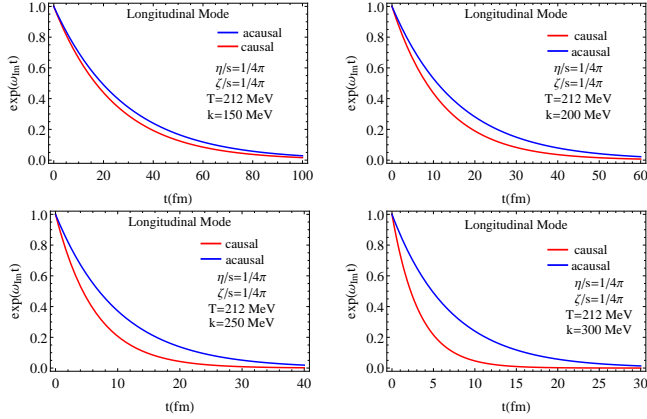 Longitudinal Mode
acausal
causal
η/s=1/4π
ζ/s=1/4π
T=212 MeV
k=150 MeV
exp(ω_Im t)
1.0
0.8
0.6
0.4
0.2
0.0
0 20 40 60 80 100
t(fm)
Longitudinal Mode
causal
acausal
η/s=1/4π
ζ/s=1/4π
T=212 MeV
k=200 MeV
exp(ω_Im t)
1.0
0.8
0.6
0.4
0.2
0.0
0 10 20 30 40 50 60
t(fm)
Longitudinal Mode
causal
acausal
η/s=1/4π
ζ/s=1/4π
T=212 MeV
k=250 MeV
exp(ω_Im t)
1.0
0.8
0.6
0.4
0.2
0.0
0 10 20 30 40
t(fm)
Longitudinal Mode
causal
acausal
η/s=1/4π
ζ/s=1/4π
T=212 MeV
k=300 MeV
exp(ω_Im t)
1.0
0.8
0.6
0.4
0.2
0.0
0 5 10 15 20 25 30
t(fm)